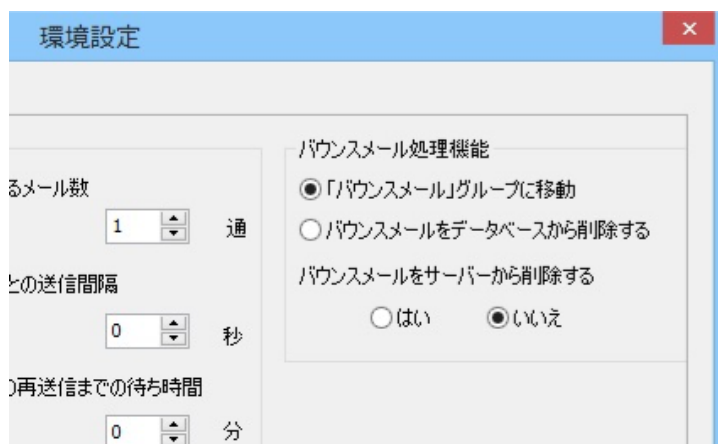 環境設定
るメール数
1 通
との送信間隔
0 秒
の再送信までの待ち時間
0 分
バウンスメール処理機能
「バウンスメール」グループに移動
バウンスメールをデータベースから削除する
バウンスメールをサーバーから削除する
はい いいえ